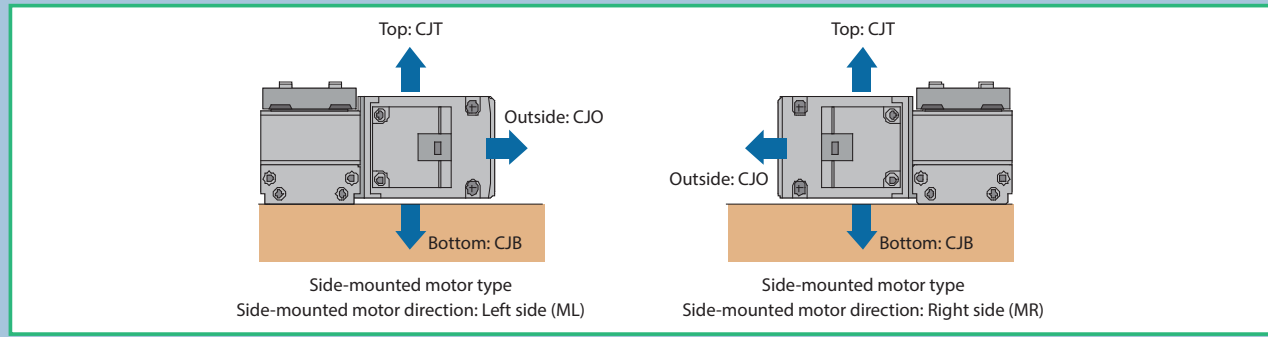 Top: CJT
Outside: CJO
Bottom: CJB
Side-mounted motor type
Side-mounted motor direction: Left side (ML)
Top: CJT
Outside: CJO
Bottom: CJB
Side-mounted motor type
Side-mounted motor direction: Right side (MR)